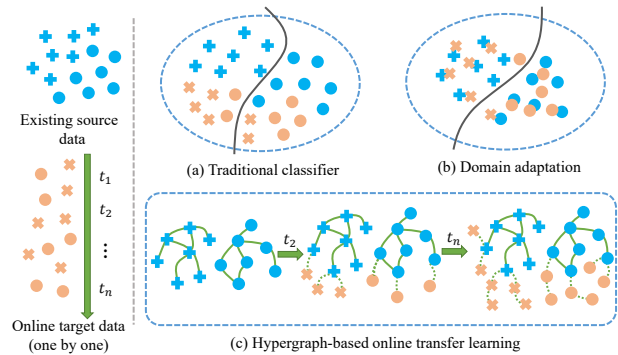 Existing source
data
t1
t2
⋮
tn
Online target data
(one by one)
(a) Traditional classifier
(b) Domain adaptation
t2
tn
(c) Hypergraph-based online transfer learning